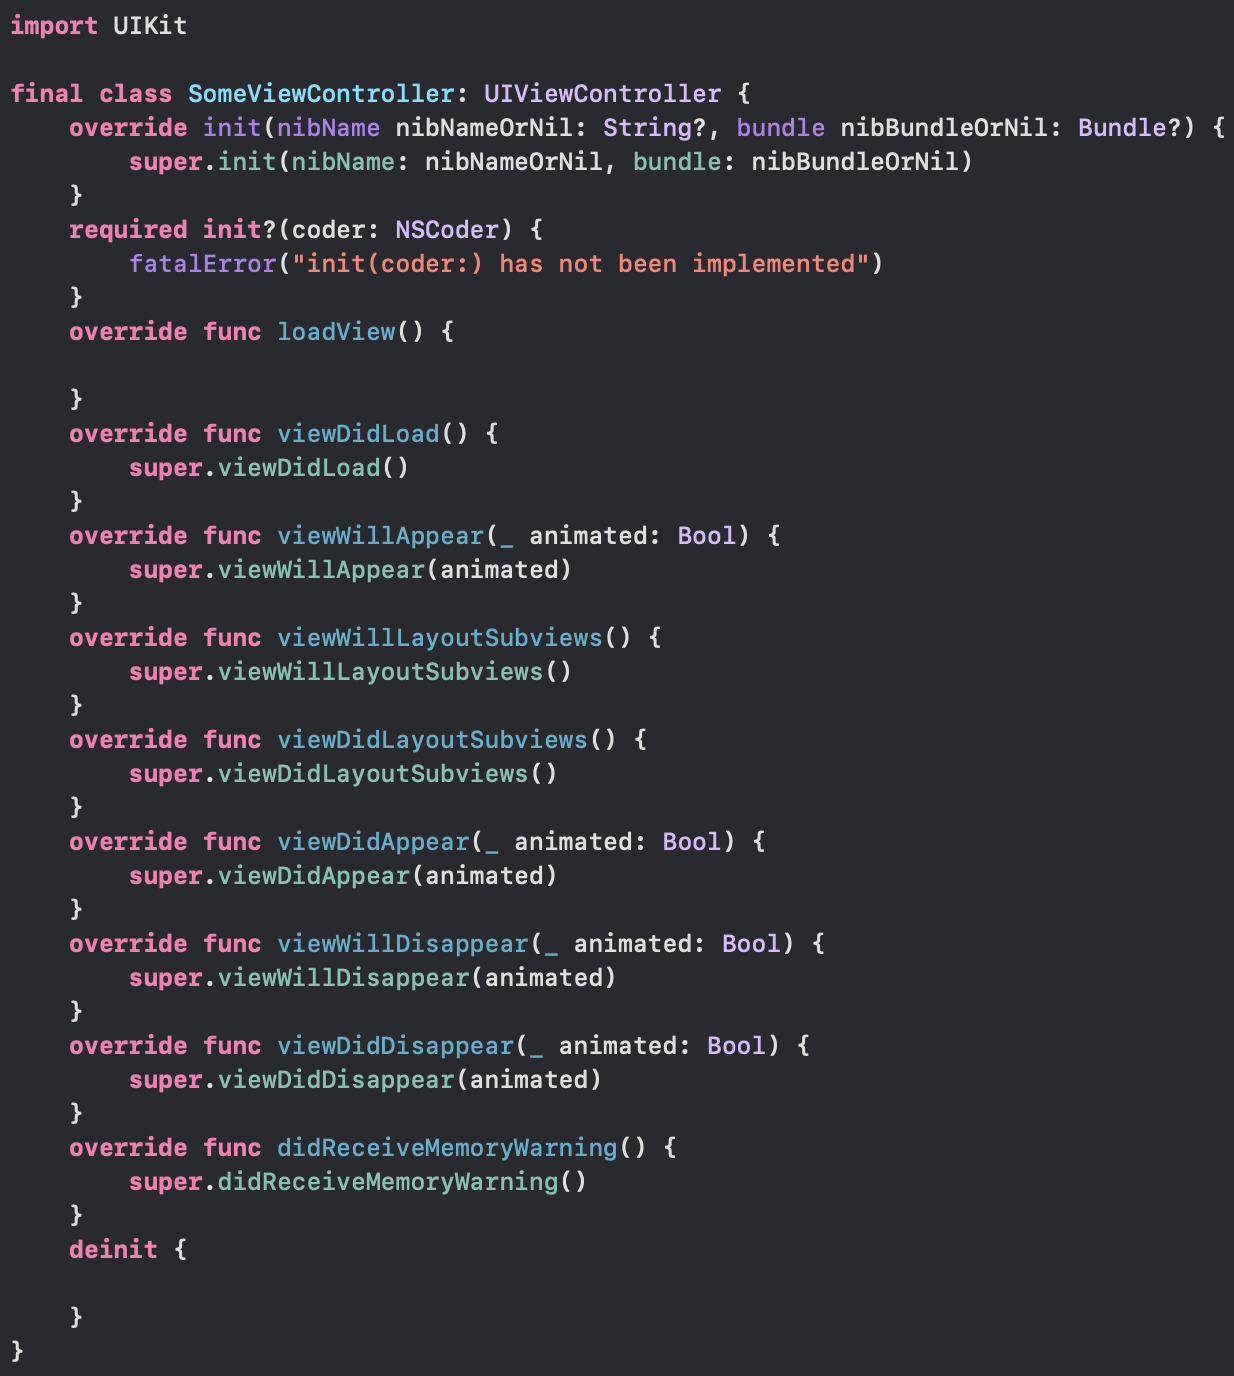 import UIKit
final class SomeViewController: UIViewController {
    override init(nibName nibNameOrNil: String?, bundle nibBundleOrNil: Bundle?) {
        super.init(nibName: nibNameOrNil, bundle: nibBundleOrNil)
    }
    required init?(coder: NSCoder) {
        fatalError("init(coder:) has not been implemented")
    }
    override func loadView() {
    }
    override func viewDidLoad() {
        super.viewDidLoad()
    }
    override func viewWillAppear(_ animated: Bool) {
        super.viewWillAppear(animated)
    }
    override func viewWillLayoutSubviews() {
        super.viewWillLayoutSubviews()
    }
    override func viewDidLayoutSubviews() {
        super.viewDidLayoutSubviews()
    }
    override func viewDidAppear(_ animated: Bool) {
        super.viewDidAppear(animated)
    }
    override func viewWillDisappear(_ animated: Bool) {
        super.viewWillDisappear(animated)
    }
    override func viewDidDisappear(_ animated: Bool) {
        super.viewDidDisappear(animated)
    }
    override func didReceiveMemoryWarning() {
        super.didReceiveMemoryWarning()
    }
    deinit {
    }
}